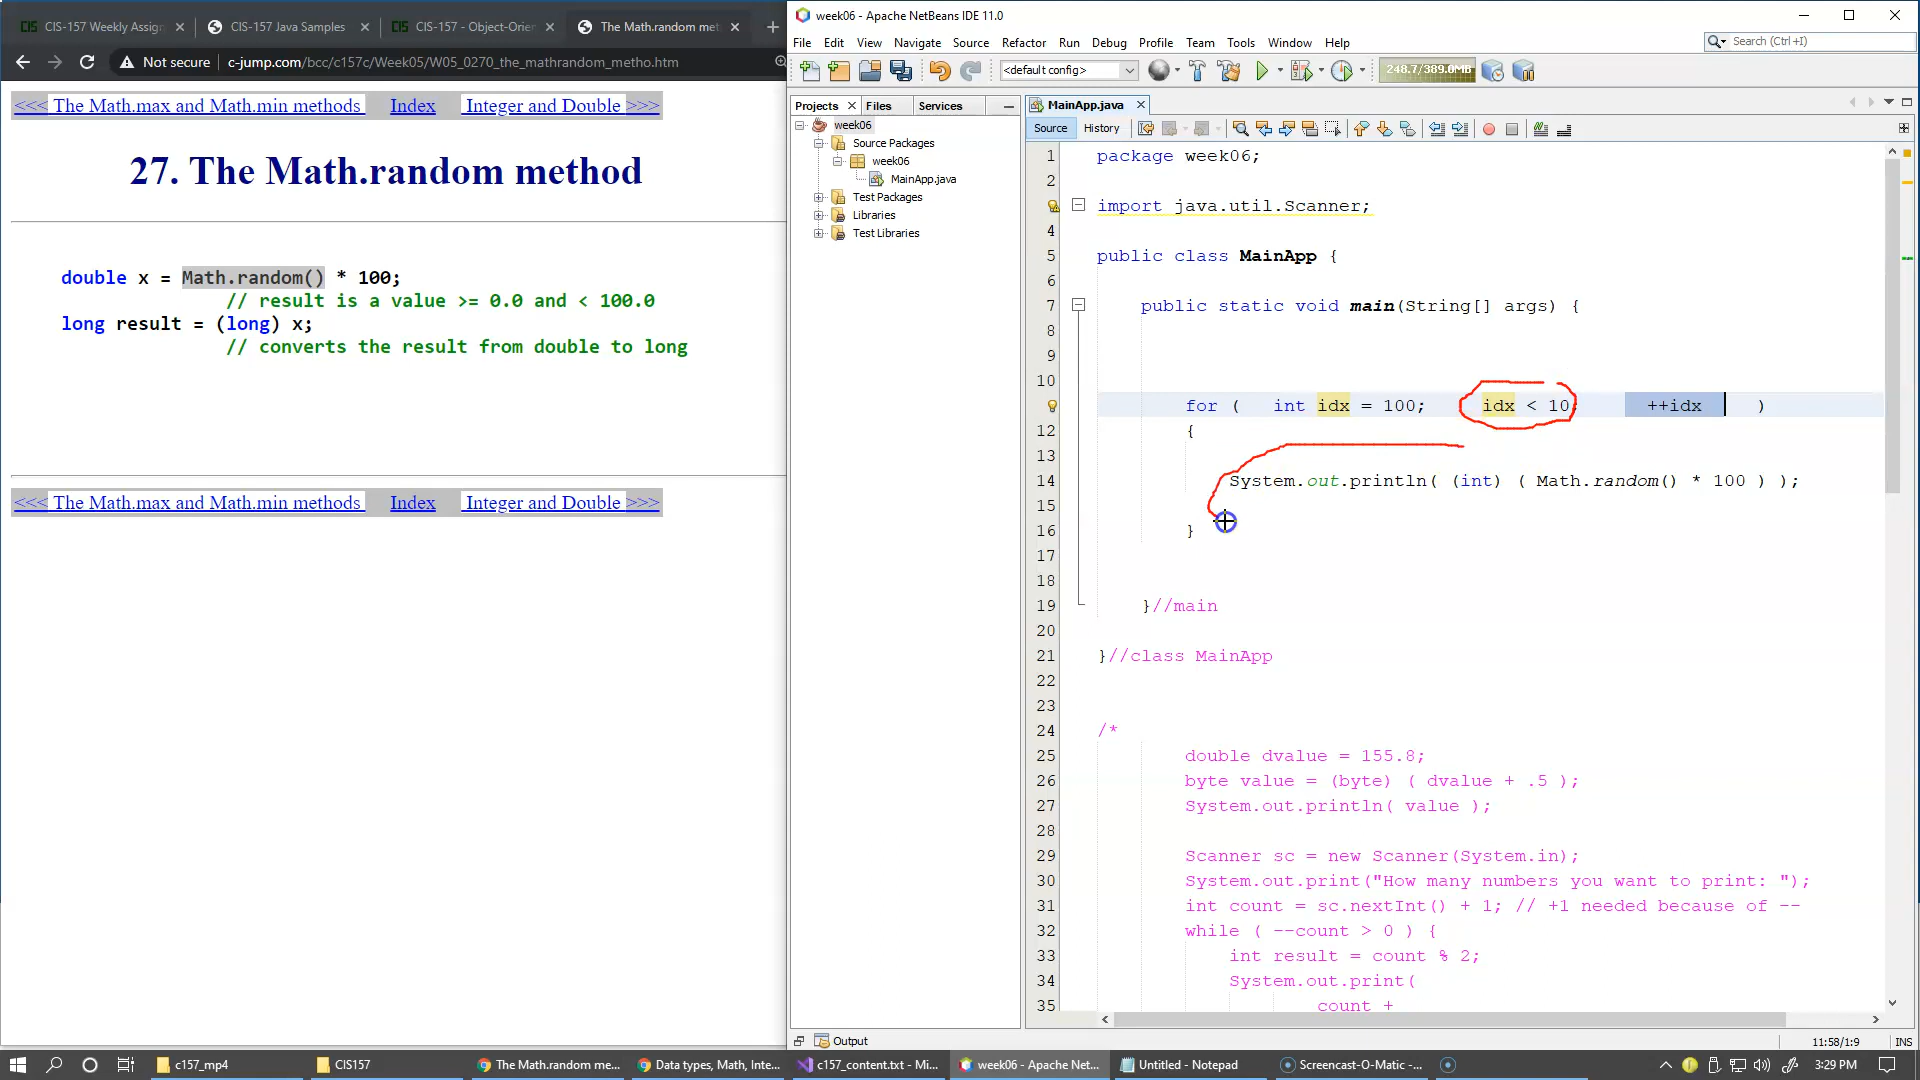 CIS-157 Weekly Assign
CIS-157 Java Samples
CIS-157 - Object-Orien
The Math.random met
Not secure
c-jump.com/bcc/c157c/Week05/W05_0270_the_mathrandom_metho.htm
<<< The Math.max and Math.min methods Index Integer and Double >>>
27. The Math.random method
double x = Math.random() * 100;
// result is a value >= 0.0 and < 100.0
long result = (long) x;
// converts the result from double to long
<<< The Math.max and Math.min methods Index Integer and Double >>>
week06 - Apache NetBeans IDE 11.0
File Edit View Navigate Source Refactor Run Debug Profile Team Tools Window Help
Search (Ctrl+I)
<default config>
248.7/389.0MB
Projects Files Services
week06
Source Packages
week06
MainApp.java
Test Packages
Libraries
Test Libraries
MainApp.java
Source History
1 package week06;
2
import java.util.Scanner;
4
5 public class MainApp {
6
7 public static void main(String[] args) {
8
9
10
for ( int idx = 100; idx < 10; ++idx )
12 {
13
14 System.out.println( (int) ( Math.random() * 100 ) );
15
16 }
17
18
19 }//main
20
21 }//class MainApp
22
23
24 /*
25 double dvalue = 155.8;
26 byte value = (byte) ( dvalue + .5 );
27 System.out.println( value );
28
29 Scanner sc = new Scanner(System.in);
30 System.out.print("How many numbers you want to print: ");
31 int count = sc.nextInt() + 1; // +1 needed because of --
32 while ( --count > 0 ) {
33 int result = count % 2;
34 System.out.print(
35 count +
Output
11:58/1:9 INS
c157_mp4
CIS157
The Math.random me...
Data types, Math, Inte...
c157_content.txt - Mi...
week06 - Apache Net...
Untitled - Notepad
Screencast-O-Matic -...
3:29 PM